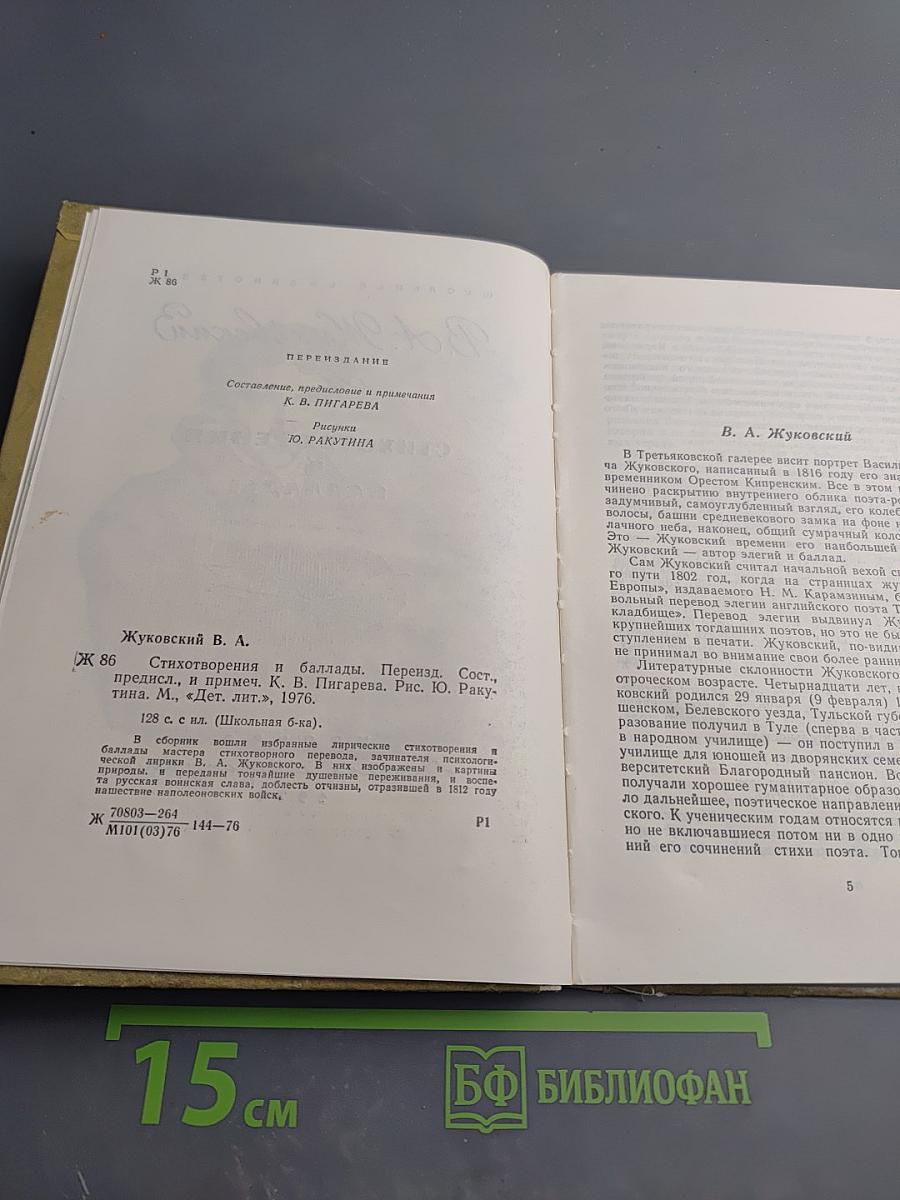 Р 1
Ж 86
ПЕРЕИЗДАНИЕ
Составление, предисловие и примечания
К. В. ПИГАРЕВА
Рисунки
Ю. РАКУТИНА
Жуковский В. А.
Ж 86 Стихотворения и баллады. Переизд. Сост.,
предисл., и примеч. К. В. Пигарева. Рис. Ю. Раку-
тина. М., «Дет. лит.», 1976.
128 с. с ил. (Школьная б-ка).
В сборник вошли избранные лирические стихотворения и
баллады мастера стихотворного перевода, зачинателя психологи-
ческой лирики В. А. Жуковского. В них изображены и картины
природы, и переданы тончайшие душевные переживания, и воспе-
та русская воинская слава, доблесть отчизны, отразившей в 1812 году
нашествие наполеоновских войск.
Ж 70803—264
М101(03)76 144—76 Р1
В. А. Жуковский
В Третьяковской галерее висит портрет Васил
ча Жуковского, написанный в 1816 году его зна
временником Орестом Кипренским. Все в этом
чинено раскрытию внутреннего облика поэта-ро
задумчивый, самоуглубленный взгляд, его колеб
волосы, башни средневекового замка на фоне
лачного неба, наконец, общий сумрачный коло
Это — Жуковский времени его наибольшей
Жуковский — автор элегий и баллад.
Сам Жуковский считал начальной вехой с
го пути 1802 год, когда на страницах жу
Европы», издаваемого Н. М. Карамзиным, б
вольный перевод элегии английского поэта Т
кладбище». Перевод элегии выдвинул Жу
крупнейших тогдашних поэтов, но это не бы
ступлением в печати. Жуковский, по-види
не принимал во внимание свои более ранни
Литературные склонности Жуковского
отроческом возрасте. Четырнадцати лет,
ковский родился 29 января (9 февраля) 1
шенском, Белевского уезда, Тульской губе
разование получил в Туле (сперва в част
в народном училище) — он поступил в
училище для юношей из дворянских семе
верситетский Благородный пансион. Во
получали хорошее гуманитарное образо
ло дальнейшее, поэтическое направлени
ского. К ученическим годам относятся
но не включавшиеся потом ни в одно
ний его сочинений стихи поэта. Тог
5
15 см
БФ БИБЛИОФАН